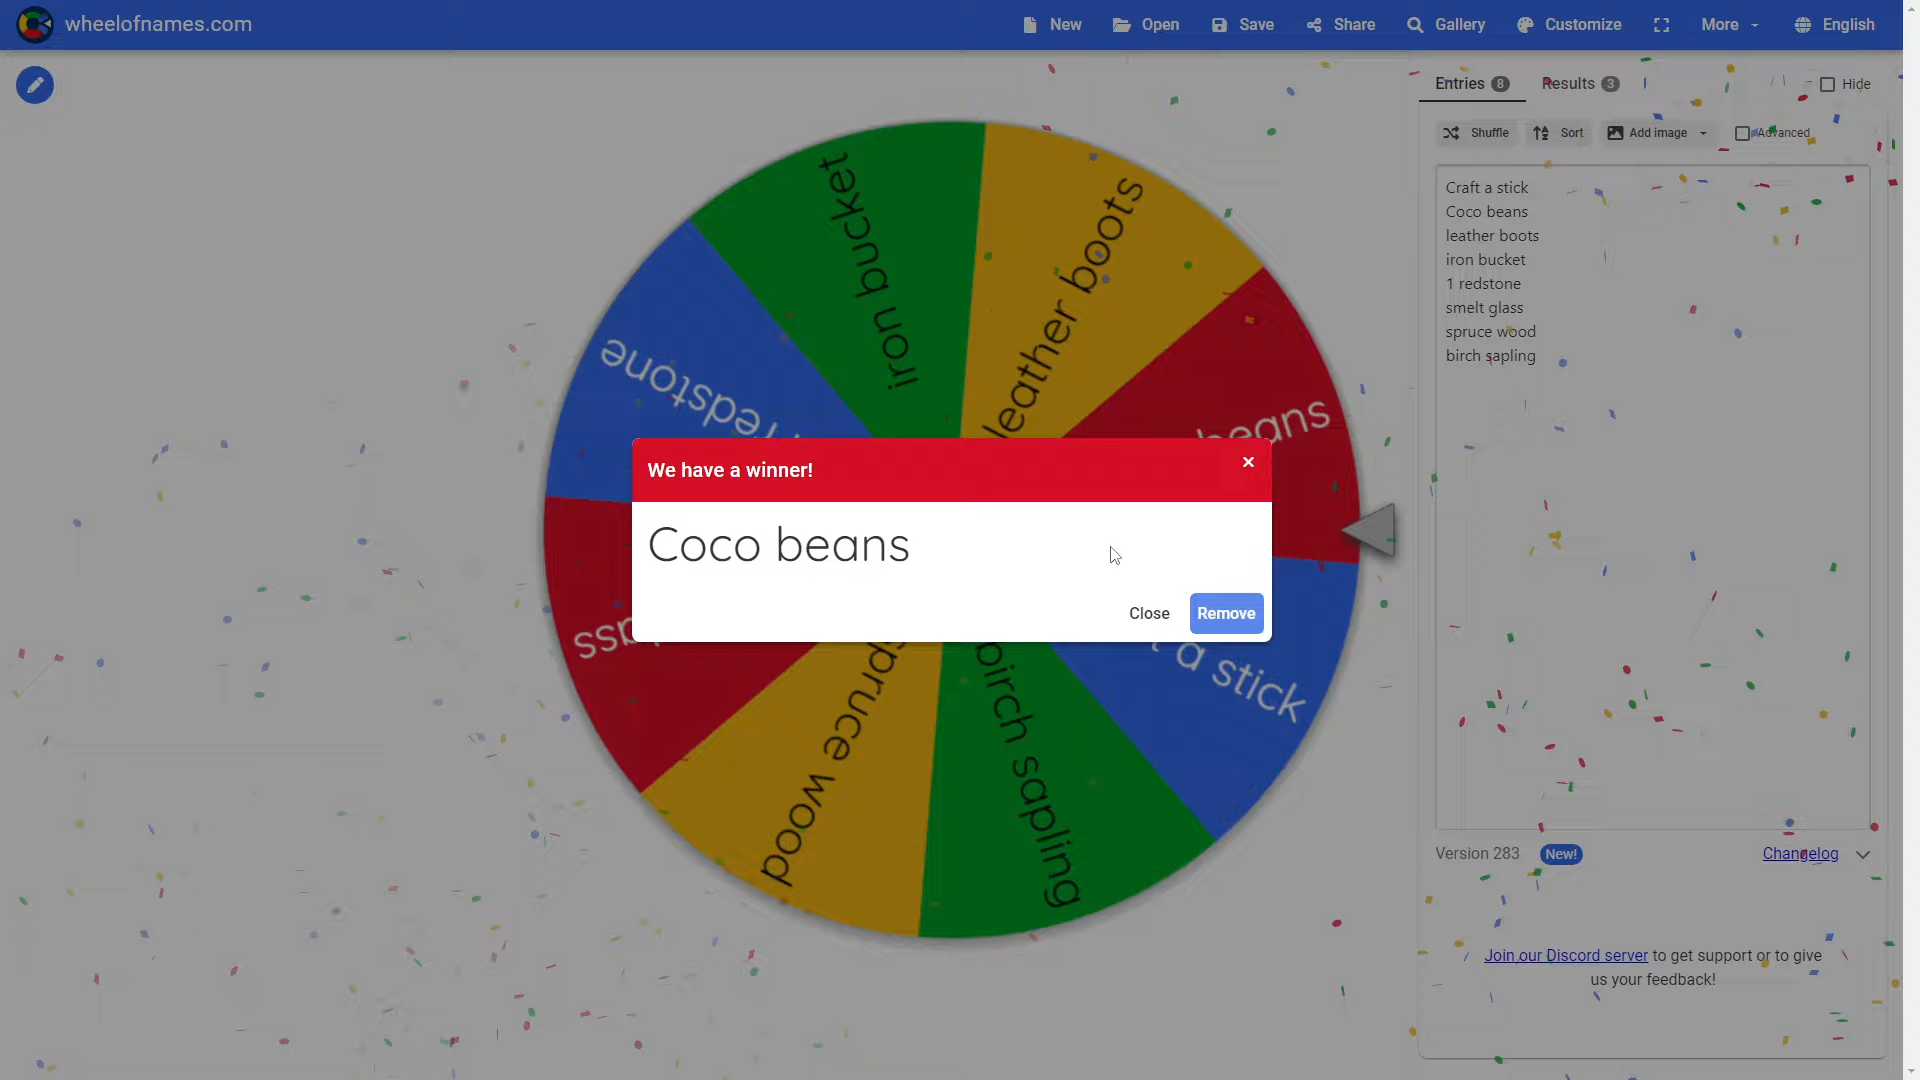 wheelofnames.com
New
Open
Save
Share
Gallery
Customize
More
English
Entries 8
Results 3
Hide
Shuffle
Sort
Add image
Advanced
Craft a stick
Coco beans
leather boots
iron bucket
1 redstone
smelt glass
spruce wood
birch sapling
iron bucket
leather boots
beans
1 redstone
a stick
birch sapling
spruce wood
We have a winner!
Coco beans
Close
Remove
Version 283
New!
Changelog
Join our Discord server to get support or to give
us your feedback!